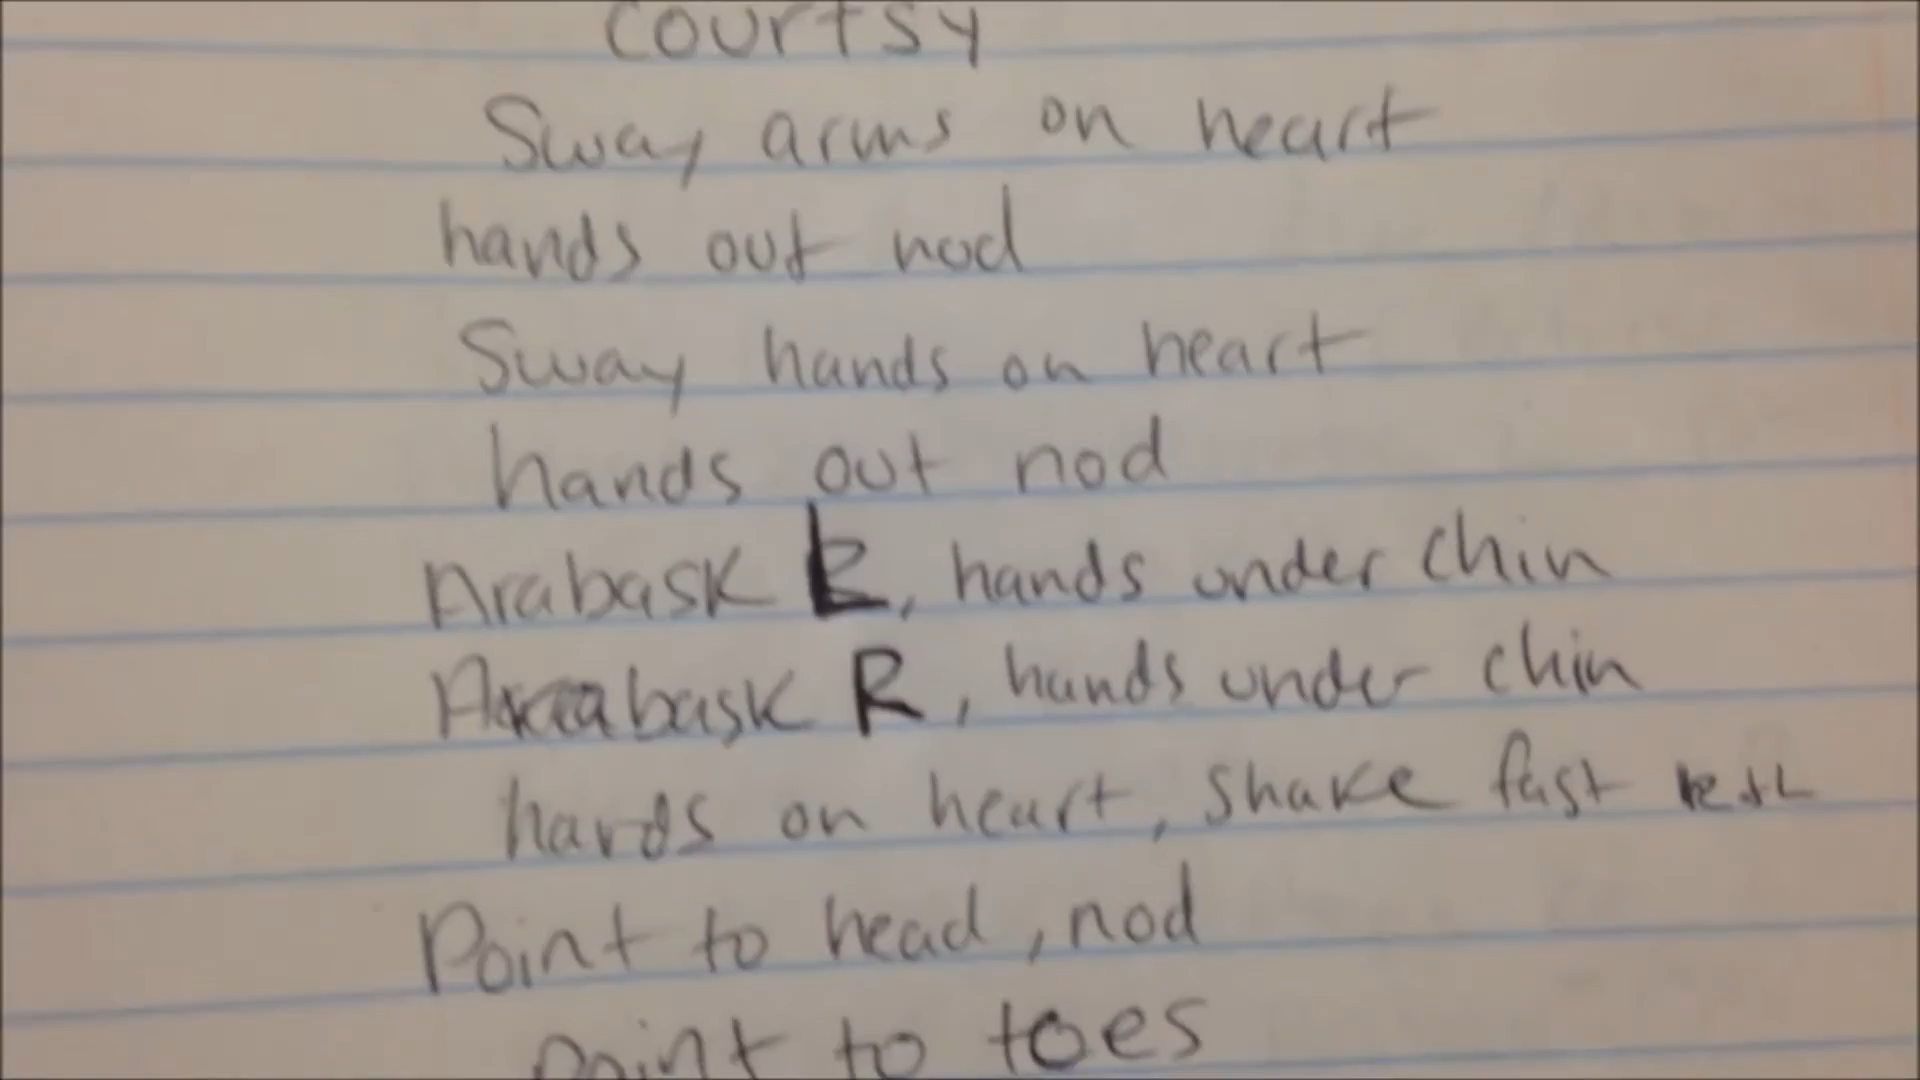 Courtsy
Sway arms on heart
hands out nod
Sway hands on heart
hands out nod
Arabask L, hands under chin
Arabask R, hands under chin
hands on heart, shake fast
Point to head, nod
point to toes